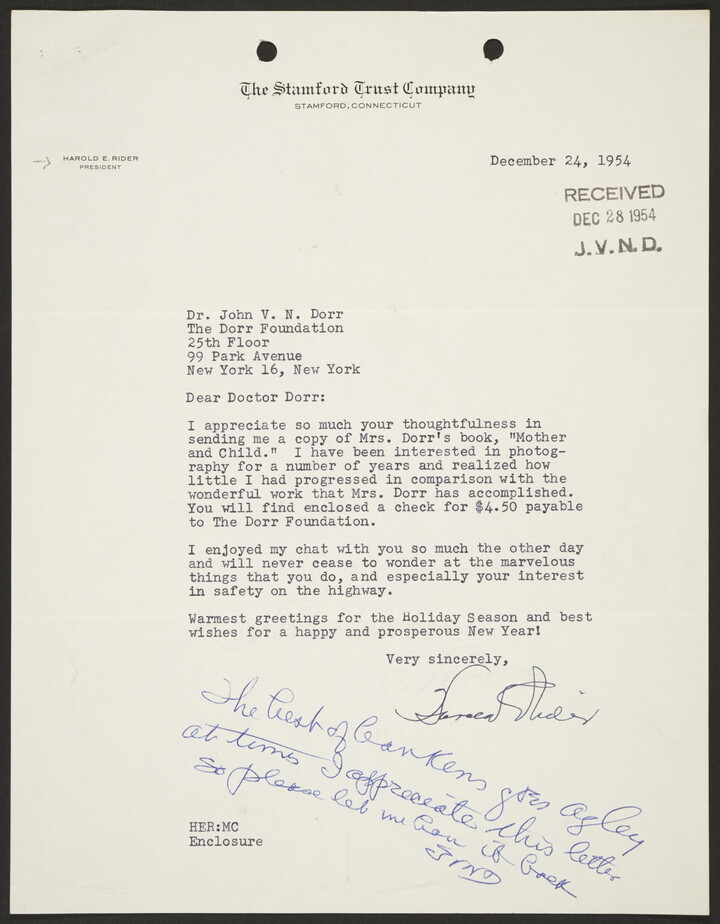 The Stamford Trust Company
STAMFORD, CONNECTICUT
HAROLD E. RIDER
PRESIDENT
December 24, 1954
RECEIVED
DEC 28 1954
J.V.N.D.
Dr. John V. N. Dorr
The Dorr Foundation
25th Floor
99 Park Avenue
New York 16, New York
Dear Doctor Dorr:
I appreciate so much your thoughtfulness in
sending me a copy of Mrs. Dorr's book, "Mother
and Child." I have been interested in photog-
raphy for a number of years and realized how
little I had progressed in comparison with the
wonderful work that Mrs. Dorr has accomplished.
You will find enclosed a check for $4.50 payable
to The Dorr Foundation.
I enjoyed my chat with you so much the other day
and will never cease to wonder at the marvelous
things that you do, and especially your interest
in safety on the highway.
Warmest greetings for the Holiday Season and best
wishes for a happy and prosperous New Year!
Very sincerely,
Harold E Rider
The best of bankers goes agley
at times I appreciate this letter
so please let me have it back
JVND
HER:MC
Enclosure